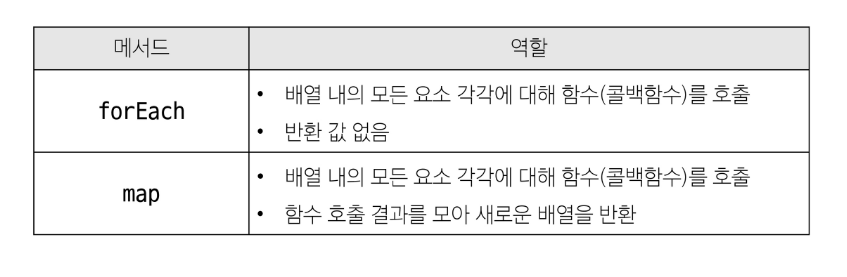 메서드 역할
forEach
• 배열 내의 모든 요소 각각에 대해 함수(콜백함수)를 호출
• 반환 값 없음
map
• 배열 내의 모든 요소 각각에 대해 함수(콜백함수)를 호출
• 함수 호출 결과를 모아 새로운 배열을 반환